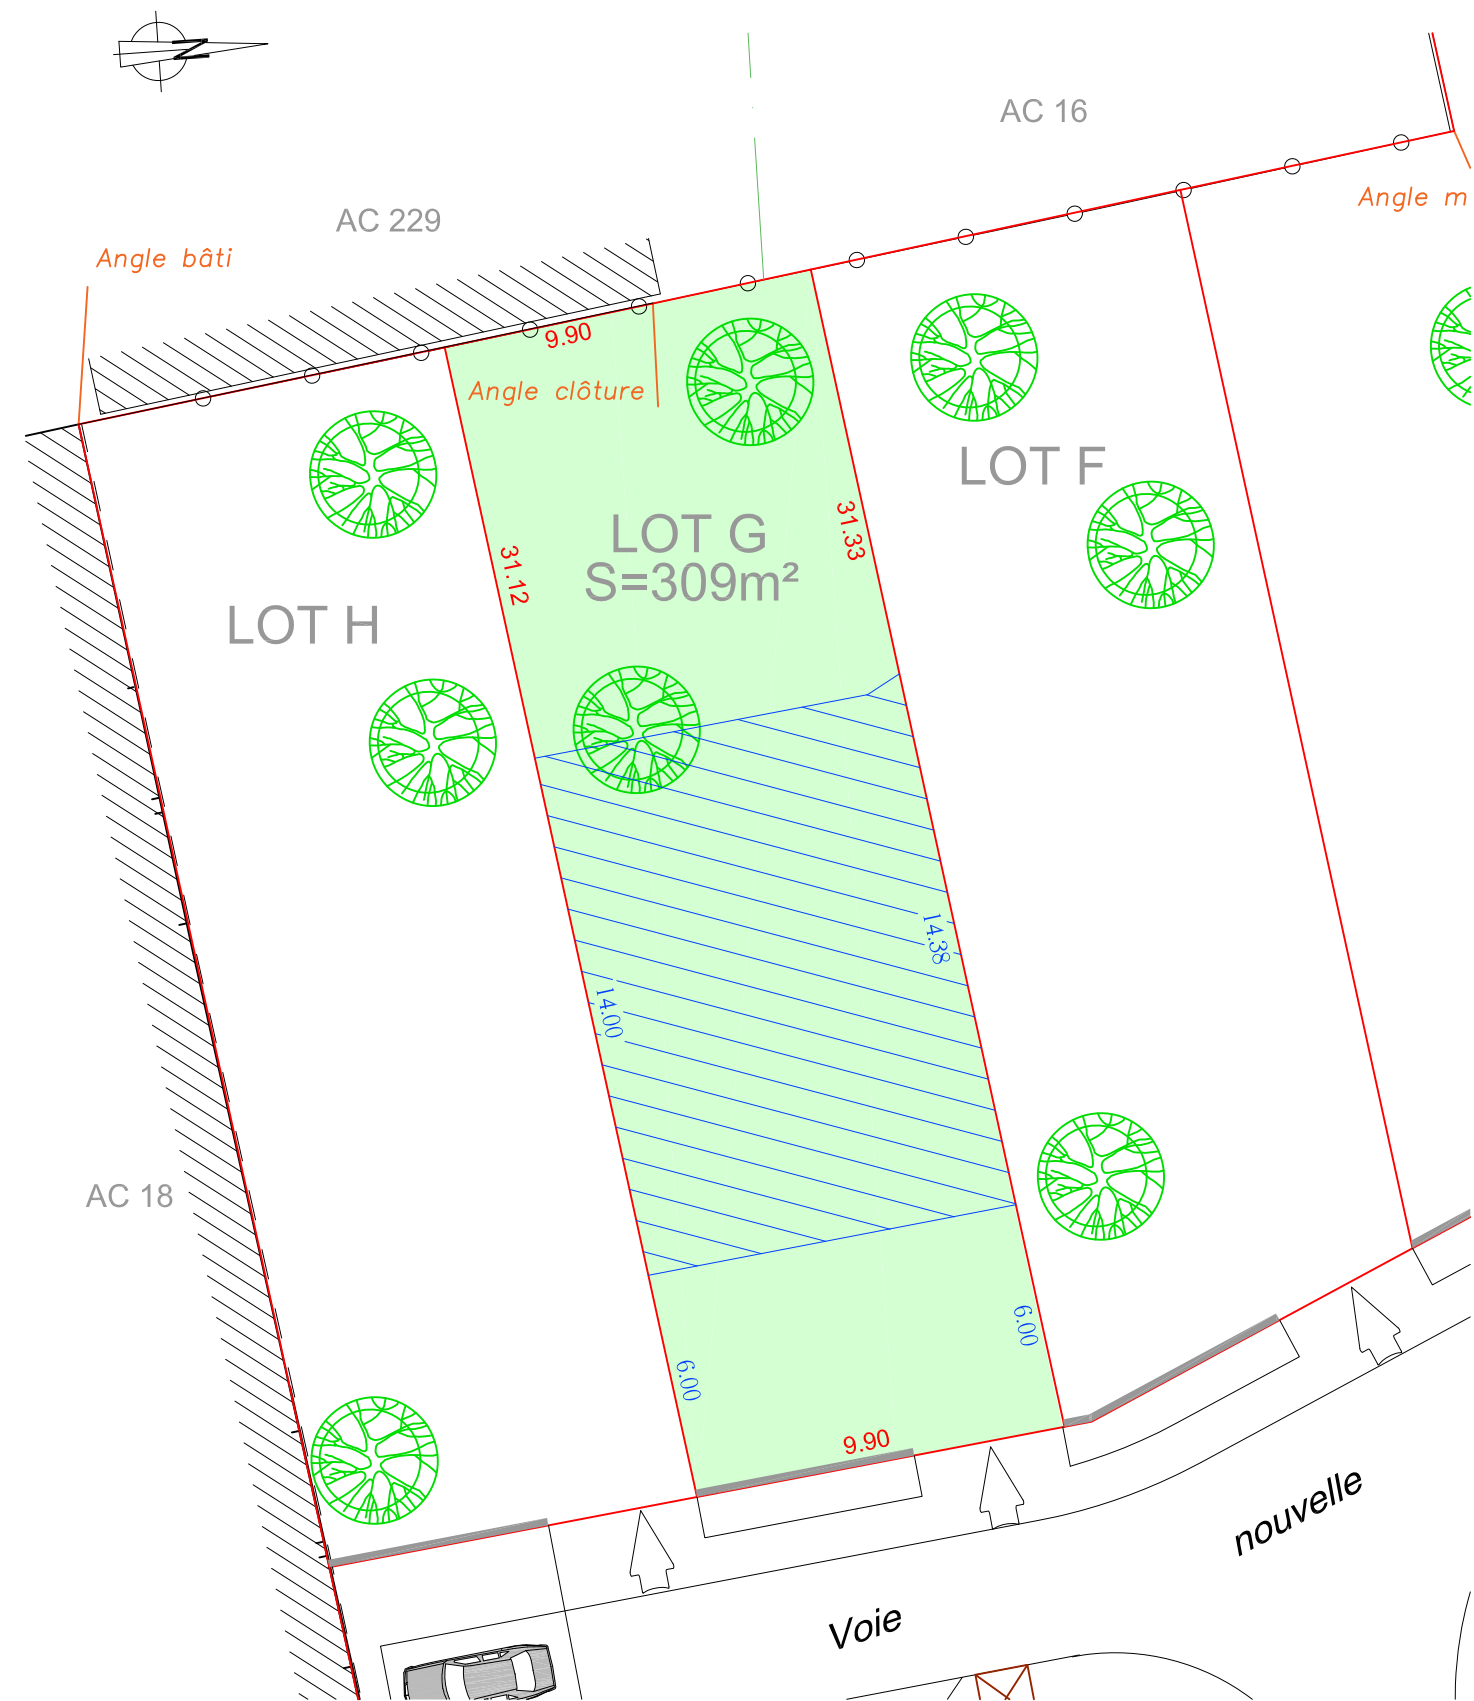 N
AC 16
AC 229
Angle bâti
Angle m
9.90
Angle clôture
LOT F
LOT G
S=309m²
31.33
31.12
LOT H
14.38
14.00
AC 18
6.00
6.00
9.90
nouvelle
Voie